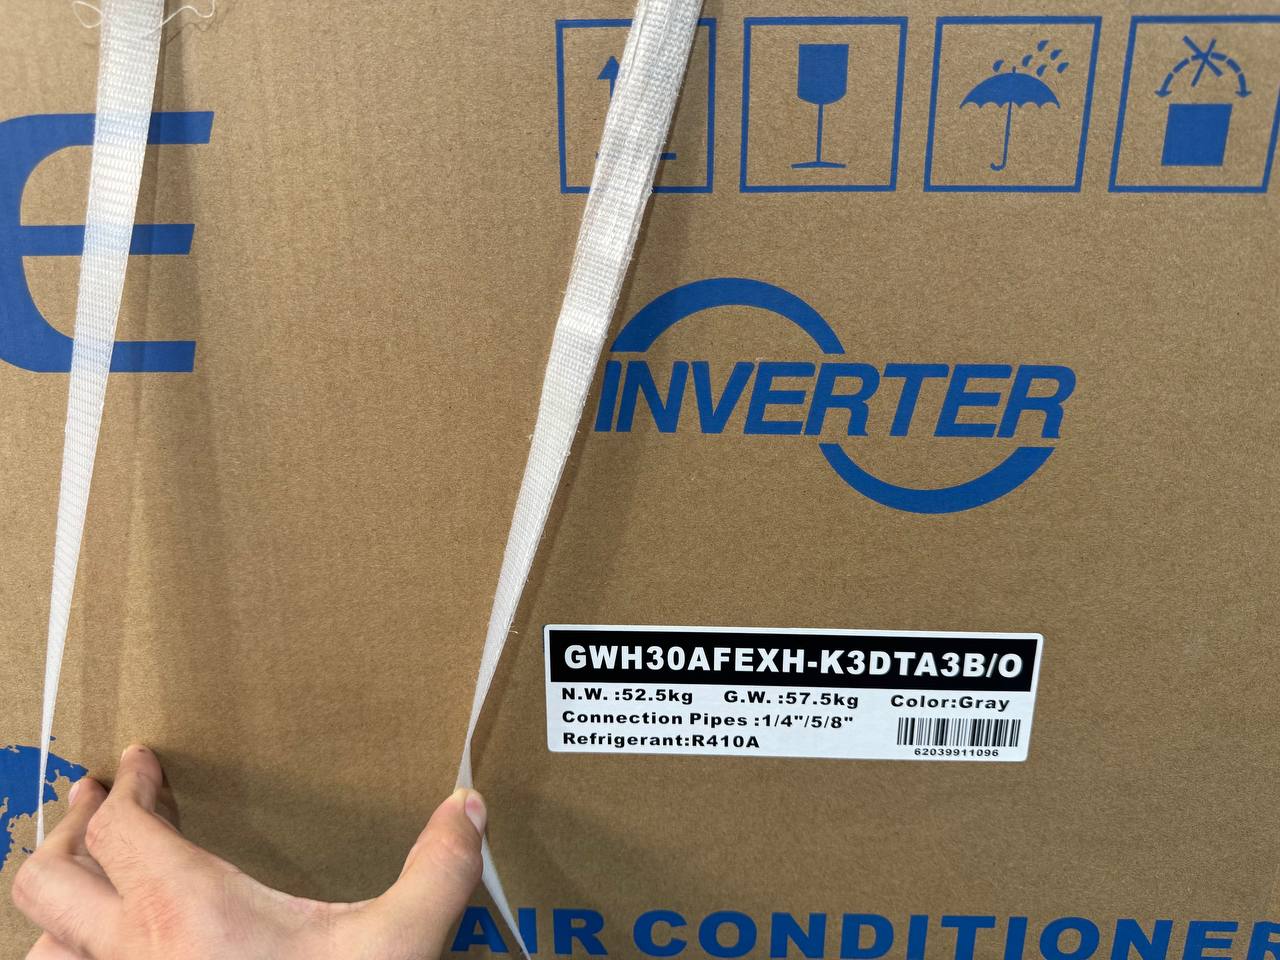 E
INVERTER
GWH30AFEXH-K3DTA3B/O
N.W. :52.5kg G.W. :57.5kg Color:Gray
Connection Pipes :1/4"/5/8"
Refrigerant:R410A
62039911096
AIR CONDITIONER